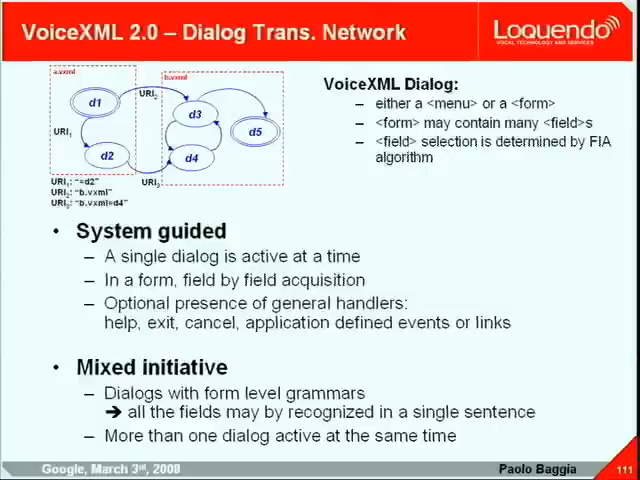 VoiceXML 2.0 – Dialog Trans. Network
Loquendo
VOCAL TECHNOLOGY AND SERVICES
a.vxml
b.vxml
d1
URI2
d3
d5
URI1
d2
d4
URI3
URI1: "=d2"
URI2: "b.vxml"
URI3: "b.vxml=d4"
VoiceXML Dialog:
– either a <menu> or a <form>
– <form> may contain many <field>s
– <field> selection is determined by FIA
algorithm
• System guided
– A single dialog is active at a time
– In a form, field by field acquisition
– Optional presence of general handlers:
help, exit, cancel, application defined events or links
• Mixed initiative
– Dialogs with form level grammars
➔ all the fields may by recognized in a single sentence
– More than one dialog active at the same time
Google, March 3rd, 2008
Paolo Baggia
111